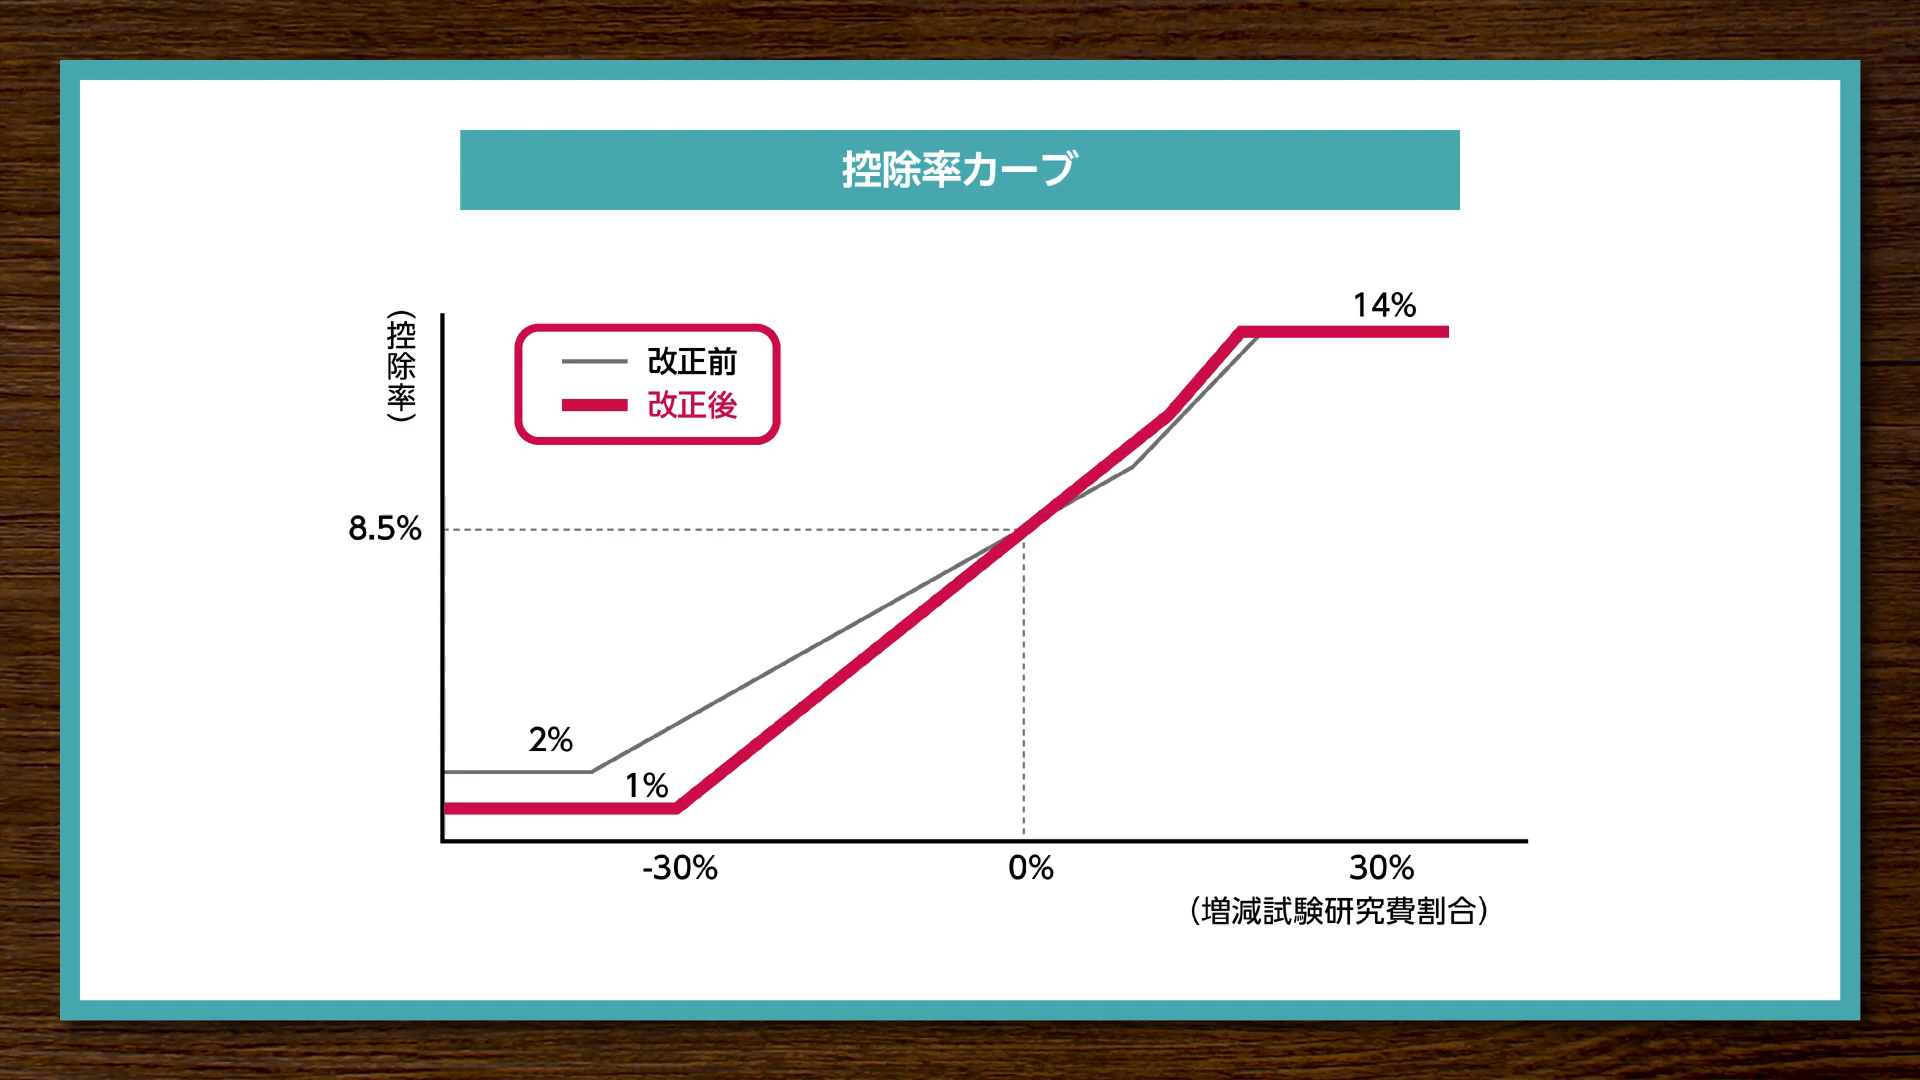 控除率カーブ
（控除率）
改正前
改正後
14%
8.5%
2%
1%
-30%
0%
30%
（増減試験研究費割合）